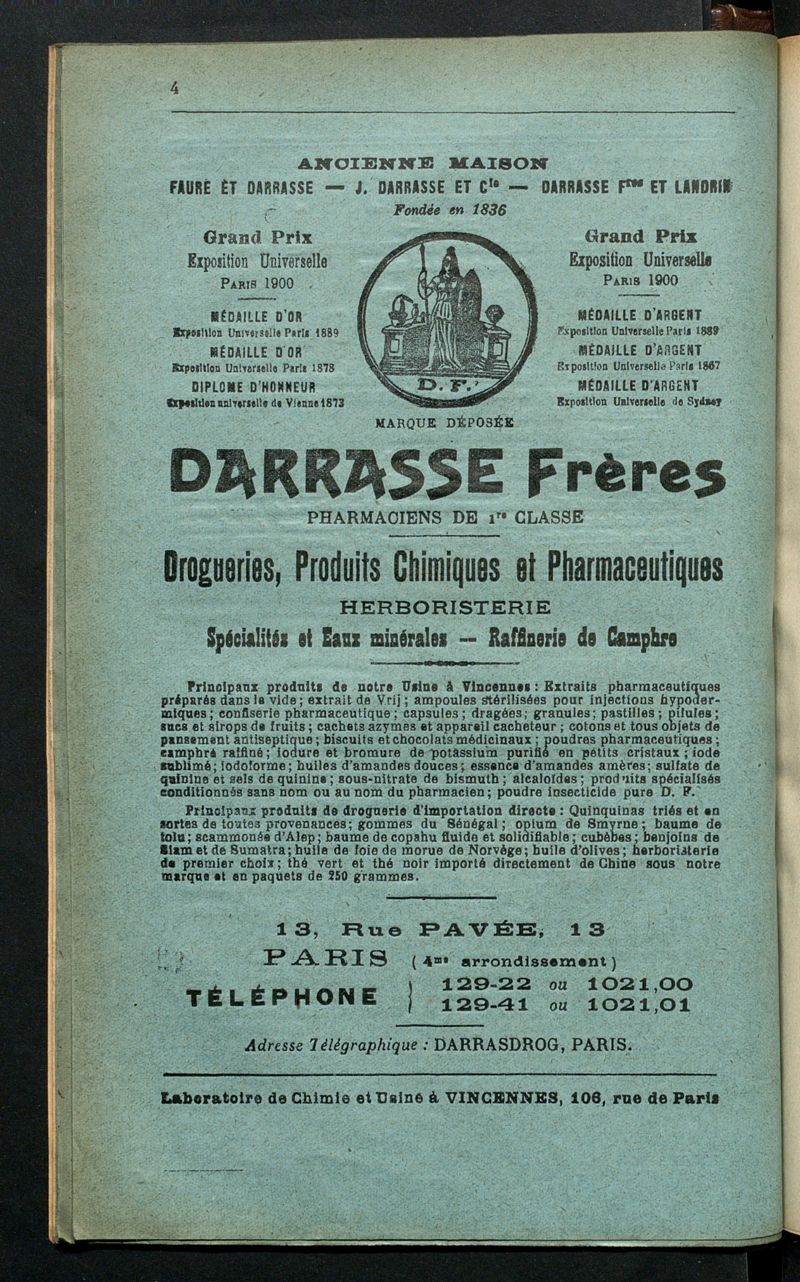 4
ANCIENNE MAISON
FAURE ET DARRASSE — J. DARRASSE ET Cie — DARRASSE Fres ET LANDRIN
Fondée en 1836
Grand Prix
Exposition Universelle
PARIS 1900
MÉDAILLE D'OR
Exposition Universelle Paris 1889
MÉDAILLE D'OR
Exposition Universelle Paris 1878
DIPLOME D'HONNEUR
Exposition universelle de Vienne 1873
Grand Prix
Exposition Universelle
PARIS 1900
MÉDAILLE D'ARGENT
Exposition Universelle Paris 1889
MÉDAILLE D'ARGENT
Exposition Universelle Paris 1867
MÉDAILLE D'ARGENT
Exposition Universelle de Sydney
D. F.
MARQUE DÉPOSÉE
DARRASSE Frères
PHARMACIENS DE 1re CLASSE
Drogueries, Produits Chimiques et Pharmaceutiques
HERBORISTERIE
Spécialités et Eaux minérales — Raffinerie de Camphre
Principaux produits de notre Usine à Vincennes : Extraits pharmaceutiques
préparés dans le vide ; extrait de Vrij ; ampoules stérilisées pour injections hypoder-
miques ; confiserie pharmaceutique ; capsules ; dragées ; granules ; pastilles ; pilules ;
sucs et sirops de fruits ; cachets azymes et appareil cacheteur ; cotons et tous objets de
pansement antiseptique ; biscuits et chocolats médicinaux ; poudres pharmaceutiques ;
camphre raffiné ; iodure et bromure de potassium purifié en petits cristaux ; iode
sublimé ; iodoforme ; huiles d'amandes douces ; essence d'amandes amères ; sulfate de
quinine et sels de quinine ; sous-nitrate de bismuth ; alcaloïdes ; produits spécialisés
conditionnés sans nom ou au nom du pharmacien ; poudre insecticide pure D. F.
Principaux produits de droguerie d'importation directe : Quinquinas triés et en
sortes de toutes provenances ; gommes du Sénégal ; opium de Smyrne ; baume de
tolu ; scammonée d'Alep ; baume de copahu fluide et solidifiable ; cubèbes ; benjoins de
Siam et de Sumatra ; huile de foie de morue de Norvège ; huile d'olives ; herboristerie
de premier choix ; thé vert et thé noir importé directement de Chine sous notre
marque et en paquets de 250 grammes.
13, Rue PAVÉE, 13
PARIS (4me arrondissement)
TÉLÉPHONE } 129-22 ou 1021,00
129-41 ou 1021,01
Adresse Télégraphique : DARRASDROG, PARIS.
Laboratoire de Chimie et Usine à VINCENNES, 106, rue de Paris